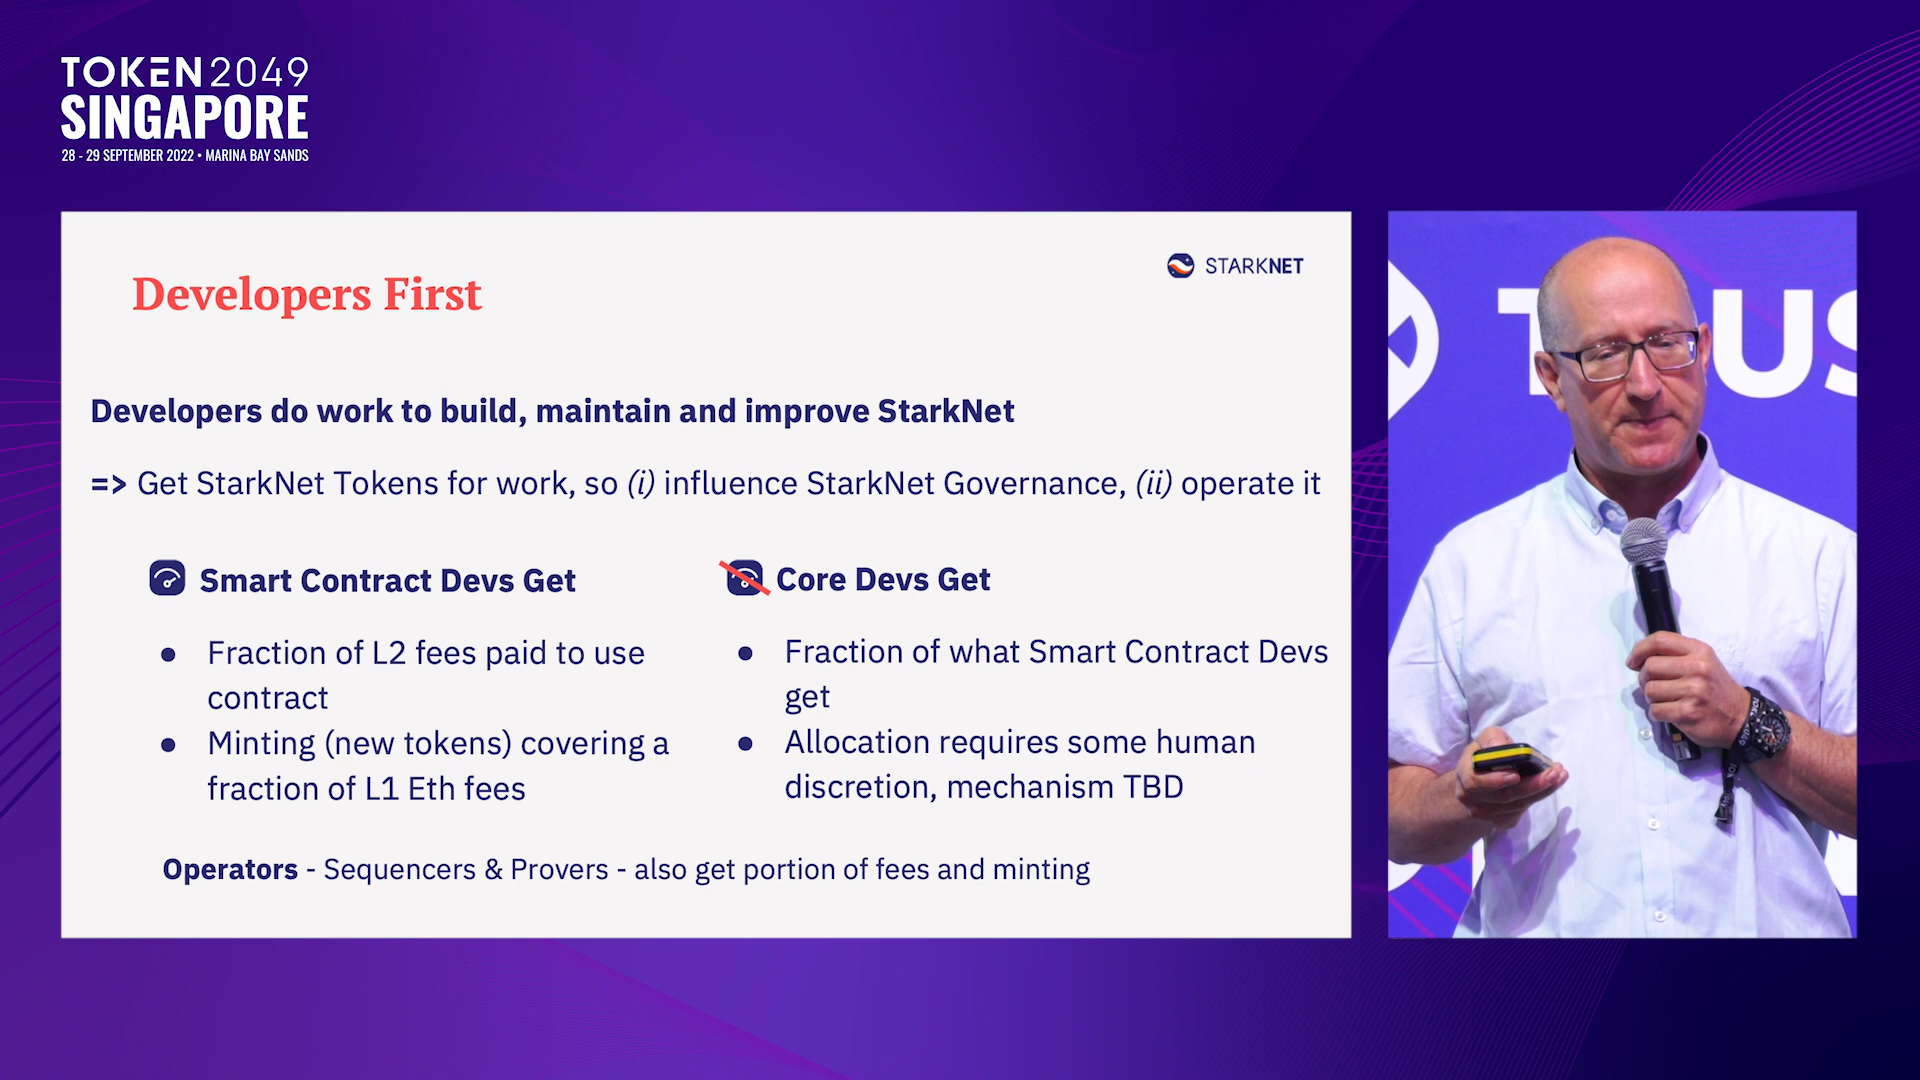 TOKEN2049
SINGAPORE
28 - 29 SEPTEMBER 2022 • MARINA BAY SANDS
STARKNET
Developers First
Developers do work to build, maintain and improve StarkNet
=> Get StarkNet Tokens for work, so (i) influence StarkNet Governance, (ii) operate it
Smart Contract Devs Get
● Fraction of L2 fees paid to use
contract
● Minting (new tokens) covering a
fraction of L1 Eth fees
Core Devs Get
● Fraction of what Smart Contract Devs
get
● Allocation requires some human
discretion, mechanism TBD
Operators - Sequencers & Provers - also get portion of fees and minting